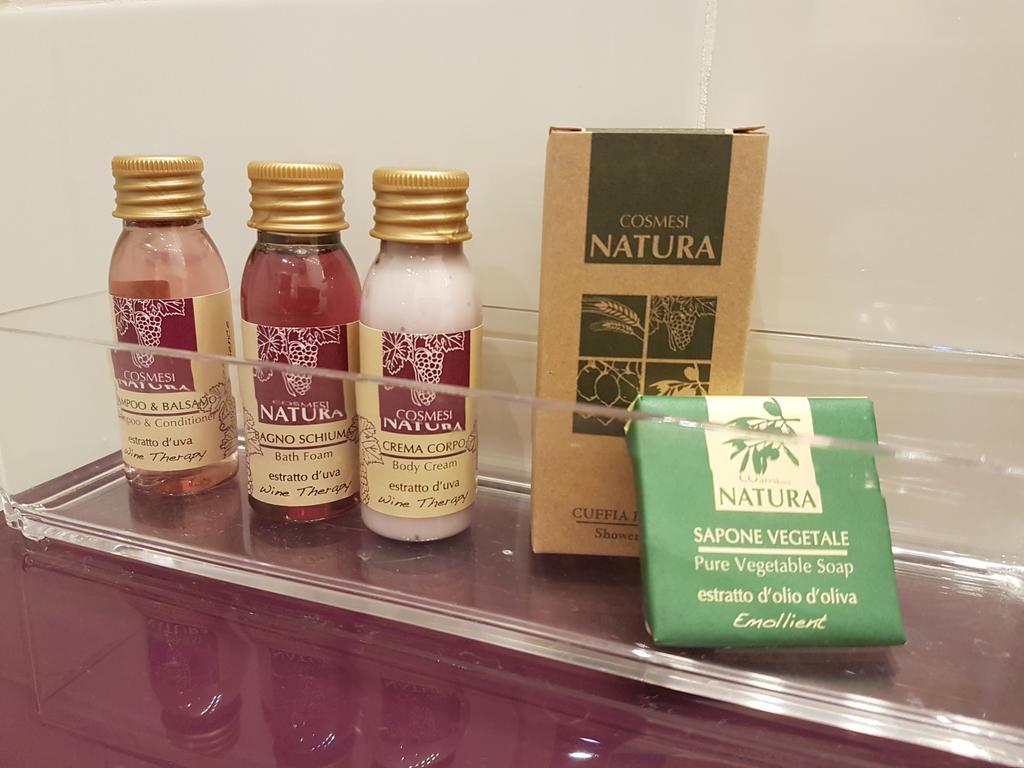 COSMESI
NATURA
& BALSAMO
& Conditioner
estratto d'uva
Wine Therapy
COSMESI
NATURA
BAGNO SCHIUMA
Bath Foam
estratto d'uva
Wine Therapy
COSMESI
NATURA
CREMA CORPO
Body Cream
estratto d'uva
Wine Therapy
COSMESI
NATURA
CUFFIA
Shower
NATURA
SAPONE VEGETALE
Pure Vegetable Soap
estratto d'olio d'oliva
Emollient